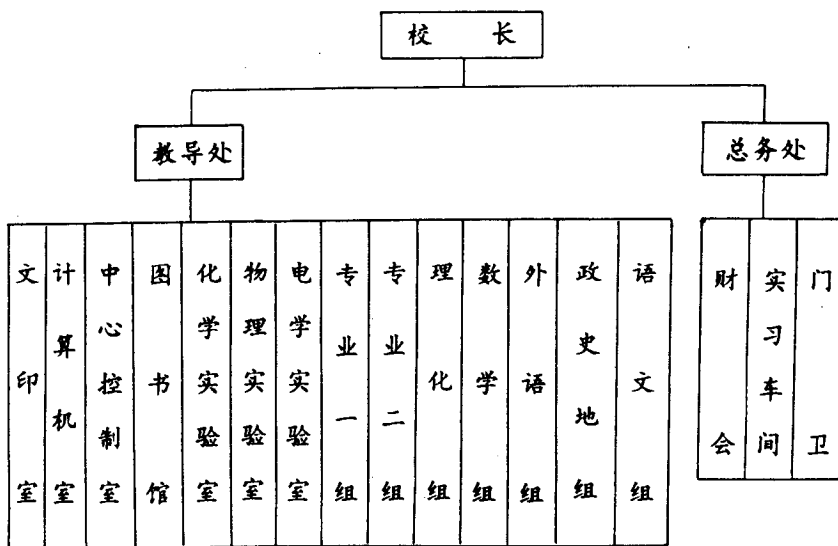 校长
教导处
总务处
文印室
计算机室
中心控制室
图书馆
化学实验室
物理实验室
电学实验室
专业一组
专业二组
理化组
数学组
外语组
政史地组
语文组
财会
实习车间
门卫